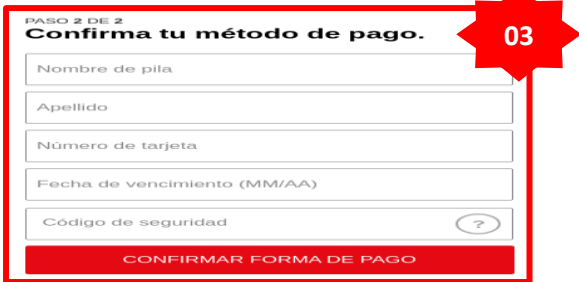 PASO 2 DE 2
Confirma tu método de pago.
03
Nombre de pila
Apellido
Número de tarjeta
Fecha de vencimiento (MM/AA)
Código de seguridad
?
CONFIRMAR FORMA DE PAGO